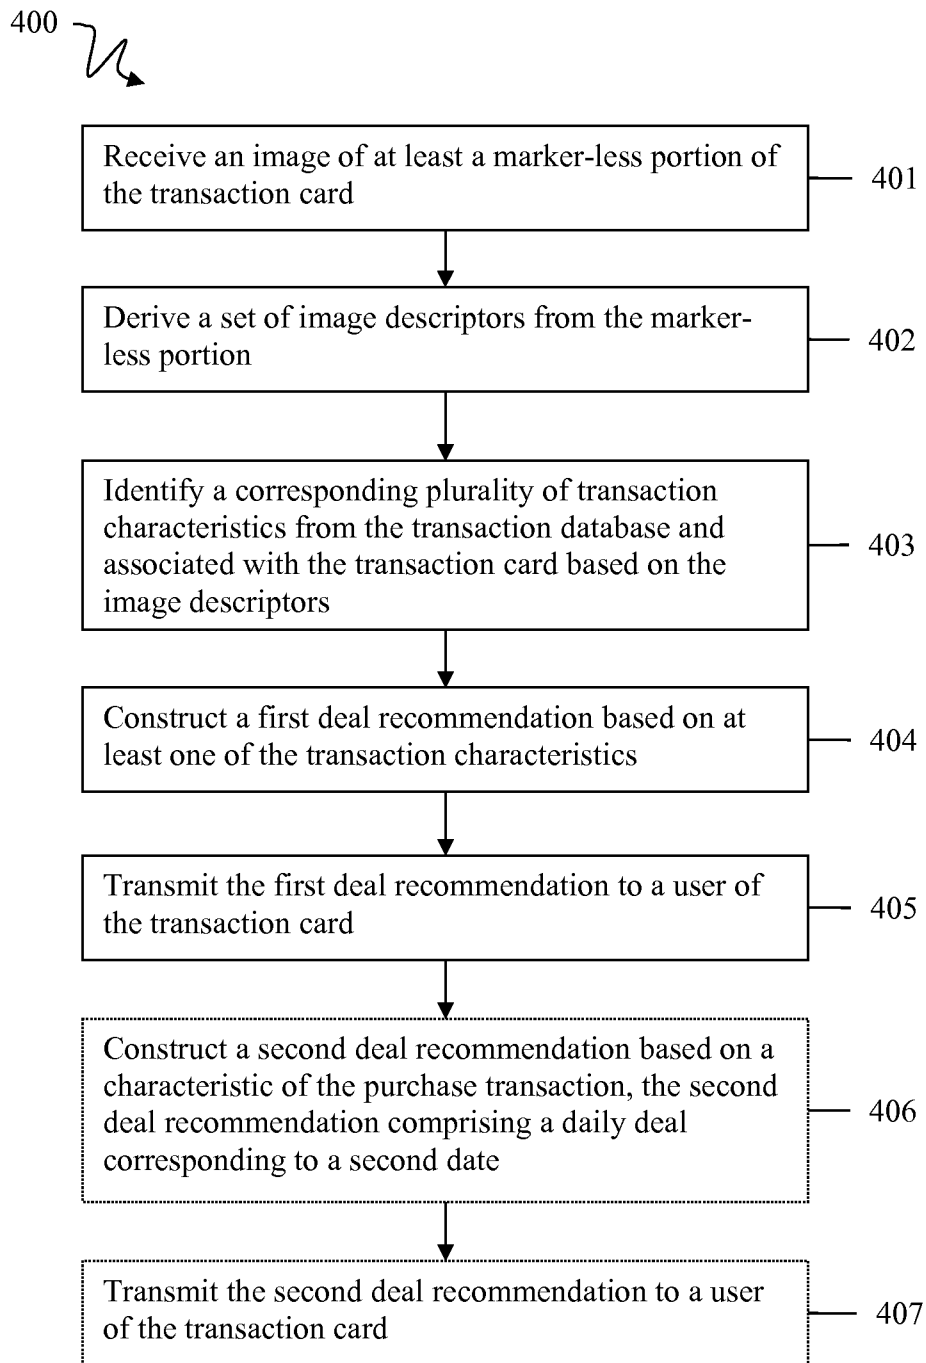 400
Receive an image of at least a marker-less portion of
the transaction card
401
Derive a set of image descriptors from the marker-
less portion
402
Identify a corresponding plurality of transaction
characteristics from the transaction database and
associated with the transaction card based on the
image descriptors
403
Construct a first deal recommendation based on at
least one of the transaction characteristics
404
Transmit the first deal recommendation to a user of
the transaction card
405
Construct a second deal recommendation based on a
characteristic of the purchase transaction, the second
deal recommendation comprising a daily deal
corresponding to a second date
406
Transmit the second deal recommendation to a user
of the transaction card
407